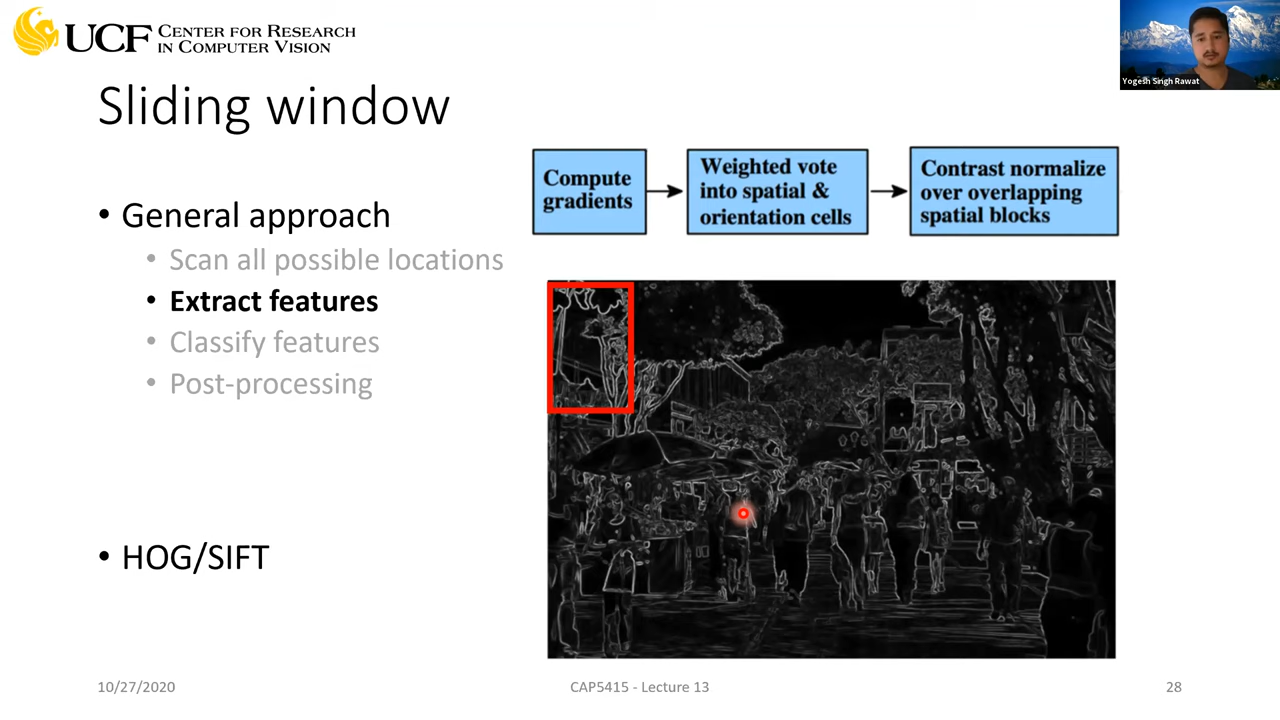 UCF CENTER FOR RESEARCH
IN COMPUTER VISION
Yogesh Singh Rawat
Sliding window
Compute
gradients
Weighted vote
into spatial &
orientation cells
Contrast normalize
over overlapping
spatial blocks
• General approach
• Scan all possible locations
• Extract features
• Classify features
• Post-processing
• HOG/SIFT
10/27/2020
CAP5415 - Lecture 13
28